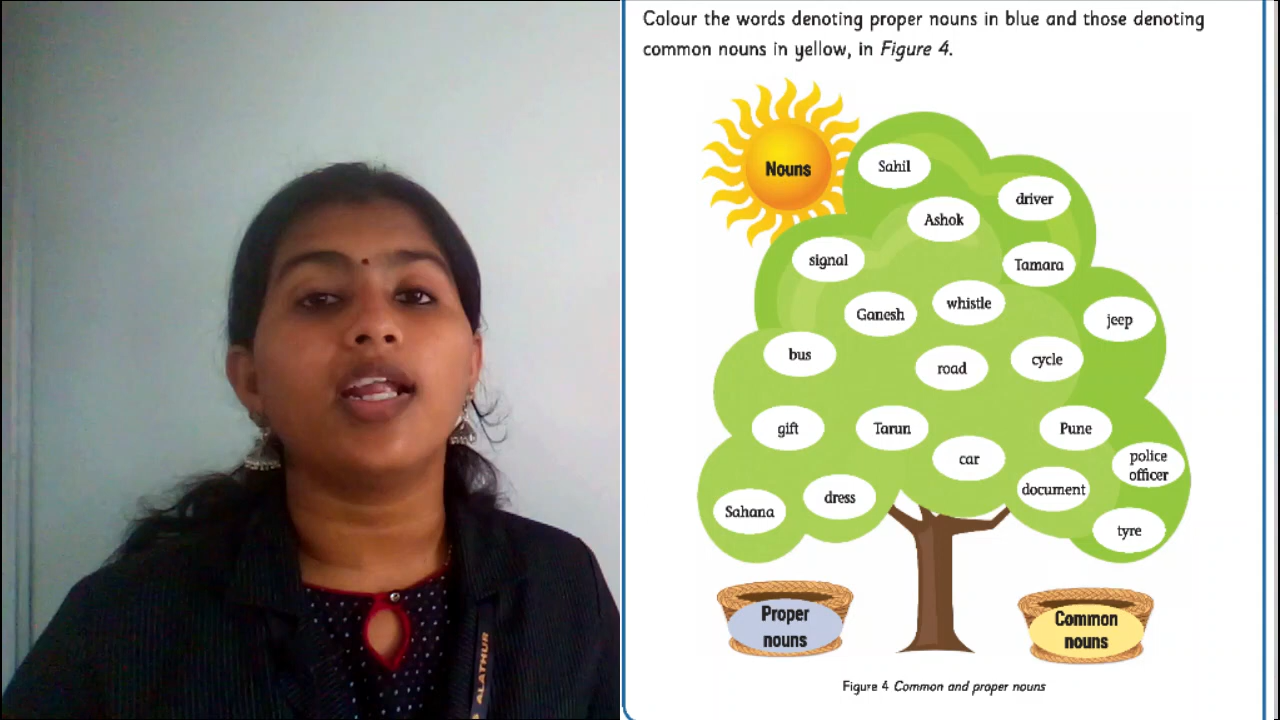 Colour the words denoting proper nouns in blue and those denoting
common nouns in yellow, in Figure 4.
Nouns
Sahil
driver
Ashok
signal
Tamara
Ganesh
whistle
jeep
bus
road
cycle
gift
Tarun
Pune
car
police
officer
Sahana
dress
document
tyre
Proper
nouns
Common
nouns
Figure 4 Common and proper nouns
ALATHUR